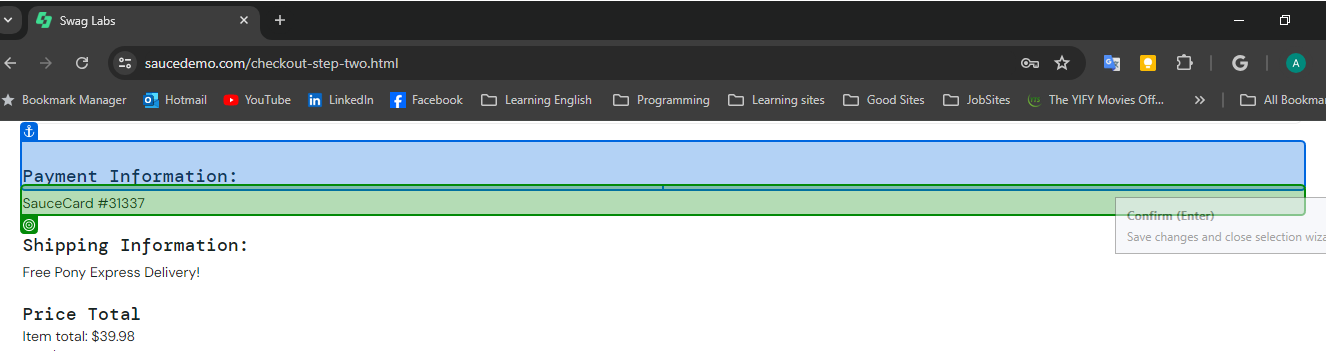 Swag Labs
saucedemo.com/checkout-step-two.html
G
A
Bookmark Manager Hotmail YouTube LinkedIn Facebook Learning English Programming Learning sites Good Sites JobSites The YIFY Movies Off... » All Bookma
Payment Information:
SauceCard #31337
Confirm (Enter)
Save changes and close selection wiza
Shipping Information:
Free Pony Express Delivery!
Price Total
Item total: $39.98